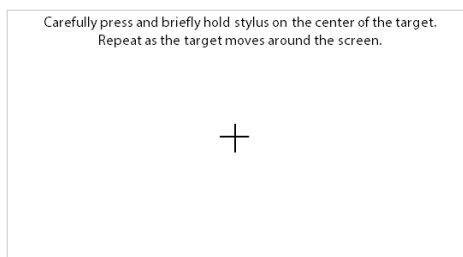 Carefully press and briefly hold stylus on the center of the target.
Repeat as the target moves around the screen.